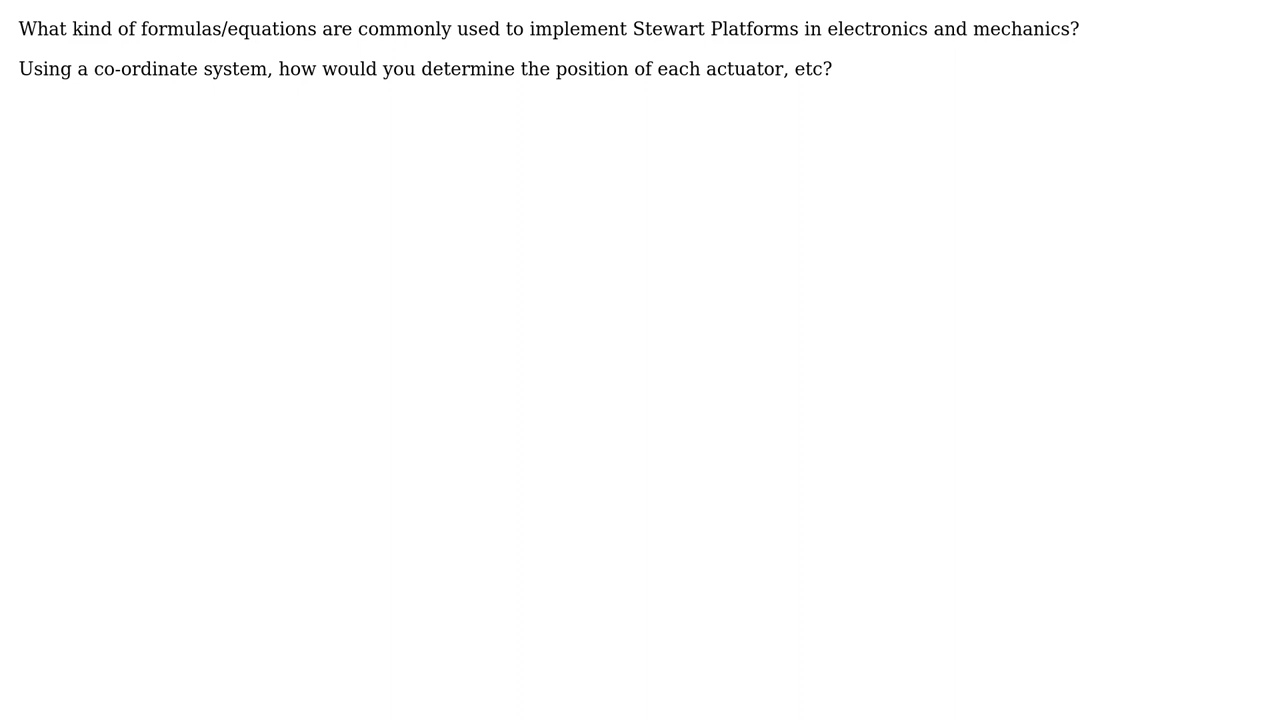 What kind of formulas/equations are commonly used to implement Stewart Platforms in electronics and mechanics?
Using a co-ordinate system, how would you determine the position of each actuator, etc?